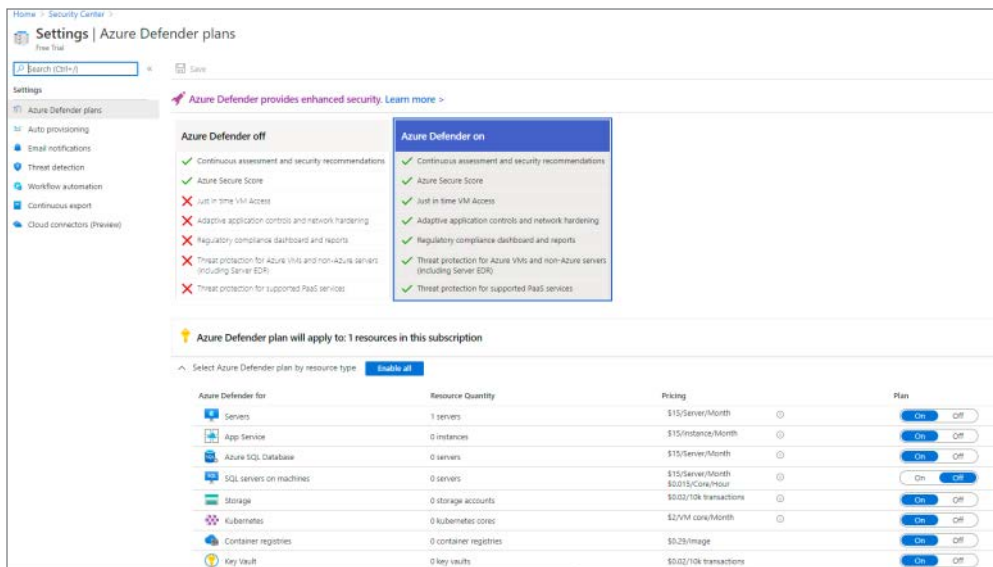 Home > Security Center >
Settings | Azure Defender plans
Free Trial
Search (Ctrl+/)
«
Save
Settings
Azure Defender plans
Auto provisioning
Email notifications
Threat detection
Workflow automation
Continuous export
Cloud connectors (Preview)
Azure Defender provides enhanced security. Learn more >
Azure Defender off
Continuous assessment and security recommendations
Azure Secure Score
Just in time VM Access
Adaptive application controls and network hardening
Regulatory compliance dashboard and reports
Threat protection for Azure VMs and non-Azure servers
(including Server EDR)
Threat protection for supported PaaS services
Azure Defender on
Continuous assessment and security recommendations
Azure Secure Score
Just in time VM Access
Adaptive application controls and network hardening
Regulatory compliance dashboard and reports
Threat protection for Azure VMs and non-Azure servers
(including Server EDR)
Threat protection for supported PaaS services
Azure Defender plan will apply to: 1 resources in this subscription
Select Azure Defender plan by resource type Enable all
Azure Defender for Resource Quantity Pricing Plan
Servers 1 servers $15/Server/Month On Off
App Service 0 instances $15/Instance/Month On Off
Azure SQL Database 0 servers $15/Server/Month On Off
SQL servers on machines 0 servers $15/Server/Month On Off
$0.015/Core/Hour
Storage 0 storage accounts $0.02/10k transactions On Off
Kubernetes 0 kubernetes cores $2/VM core/Month On Off
Container registries 0 container registries $0.29/Image On Off
Key Vault 0 key vaults $0.02/10k transactions On Off